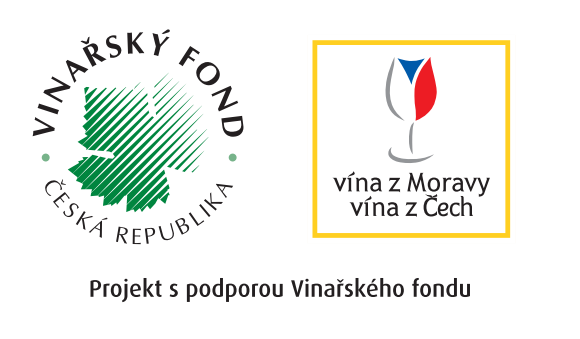 VINAŘSKÝ FOND
ČESKÁ REPUBLIKA
vína z Moravy
vína z Čech
Projekt s podporou Vinařského fondu